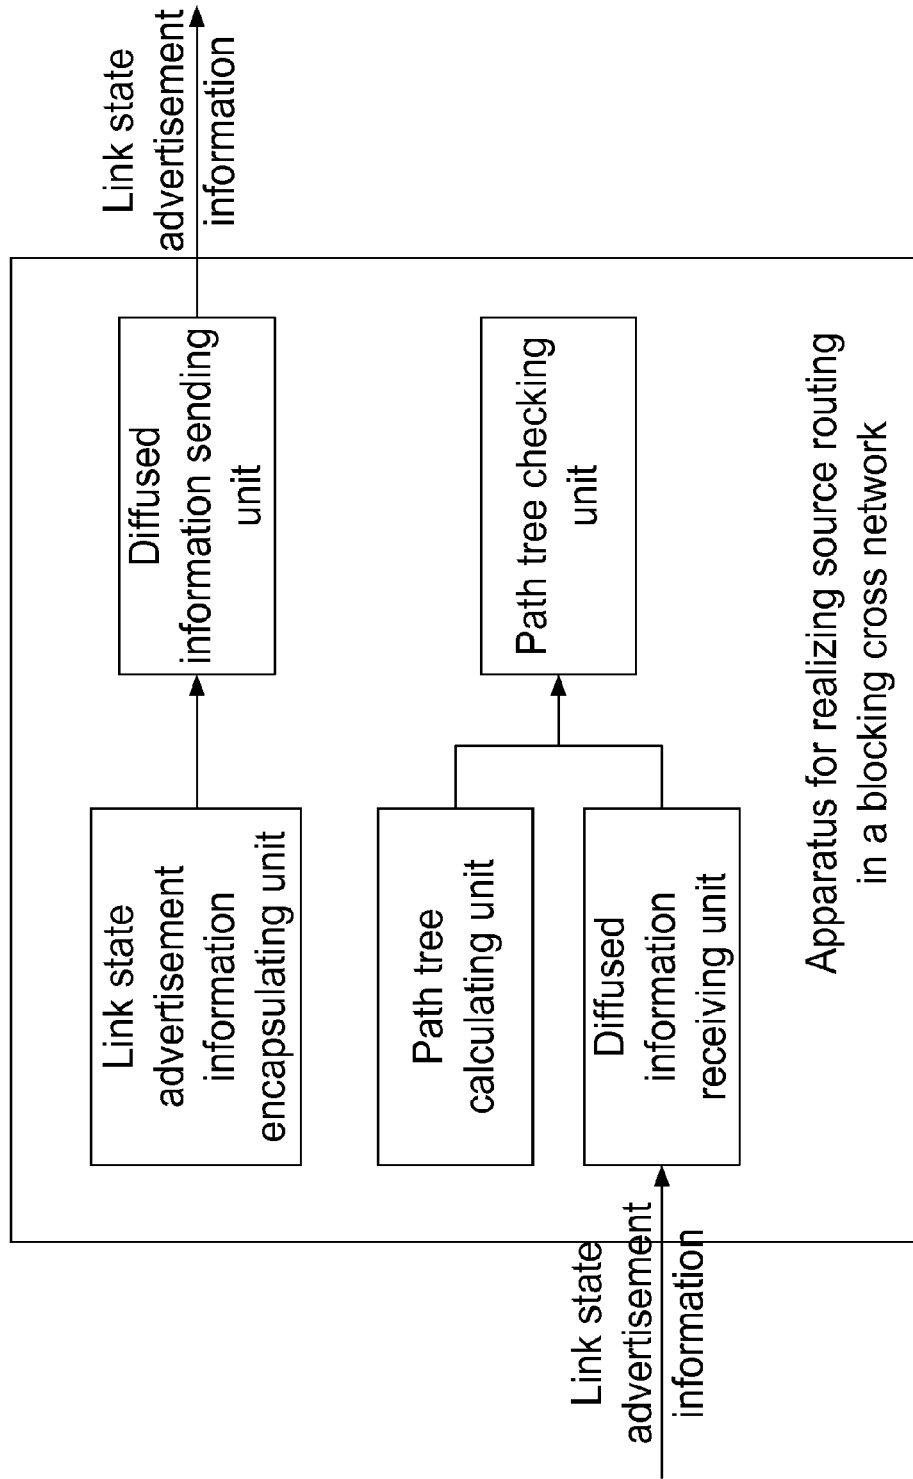 Link state
advertisement
information
encapsulating unit
Diffused
information sending
unit
Link state
advertisement
information
Path tree
calculating unit
Path tree checking
unit
Link state
advertisement
information
Diffused
information
receiving unit
Apparatus for realizing source routing
in a blocking cross network